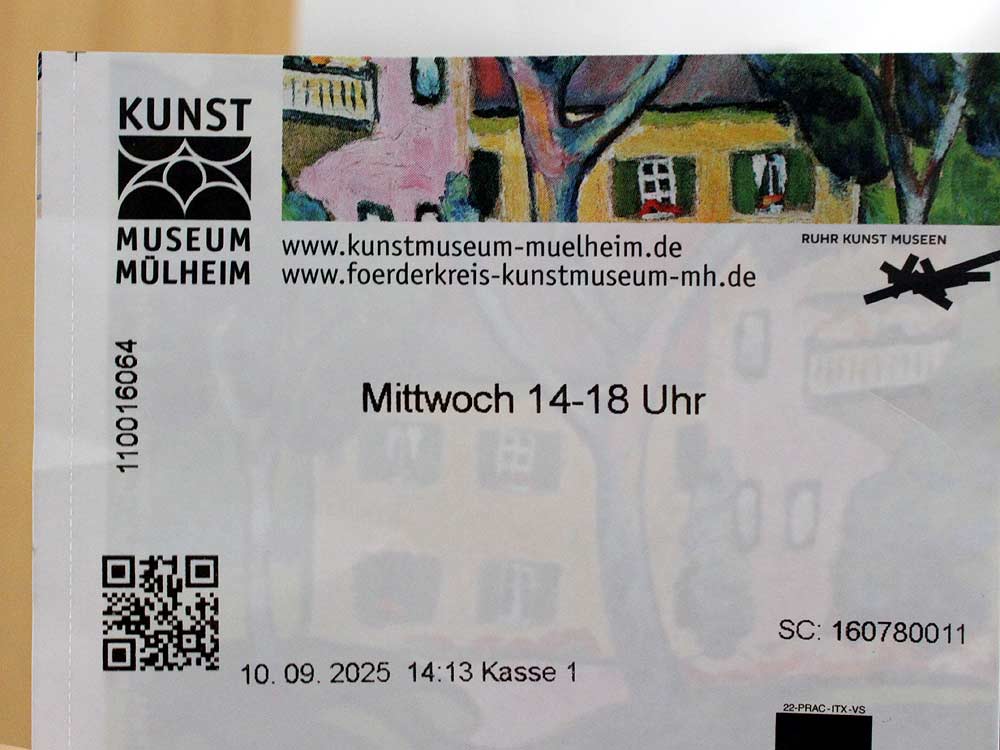 KUNST
MUSEUM
MÜLHEIM
www.kunstmuseum-muelheim.de
www.foerderkreis-kunstmuseum-mh.de
RUHR KUNST MUSEEN
110016064
Mittwoch 14-18 Uhr
SC: 160780011
10. 09. 2025 14:13 Kasse 1
22-PRAC-ITX-VS